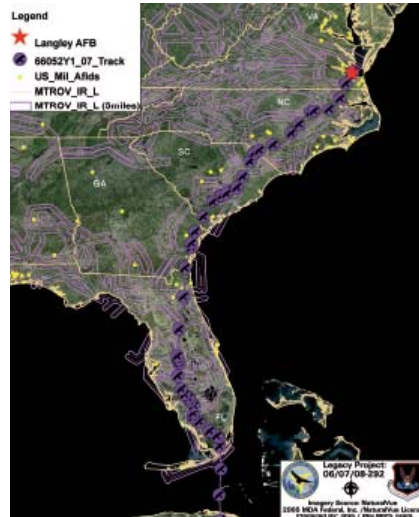 Legend
Langley AFB
66052Y1_07_Track
US_Mil_Aflds
MTROV_IR_L
MTROV_IR_L (5miles)
VA
NC
SC
GA
FL
Legacy Project:
06/07/08-292
Imagery Source: NaturalVue
2005 MDA Federal, Inc. /NaturalVue License